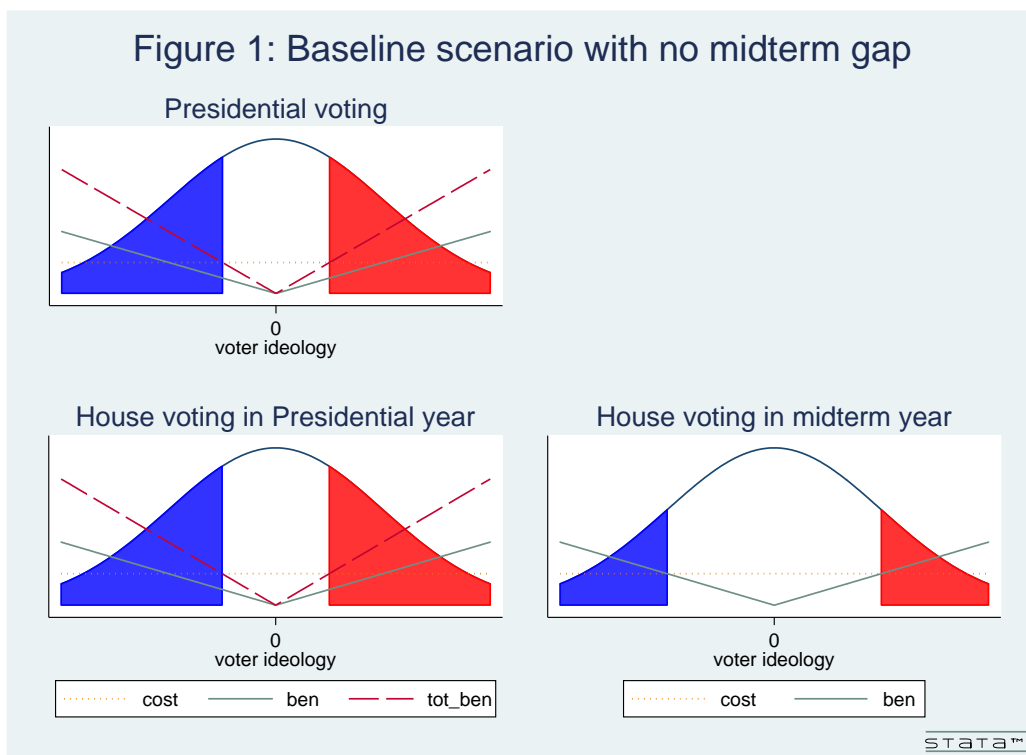 Figure 1: Baseline scenario with no midterm gap
Presidential voting
0
voter ideology
House voting in Presidential year
0
voter ideology
cost ben tot_ben
House voting in midterm year
0
voter ideology
cost ben
STATA™